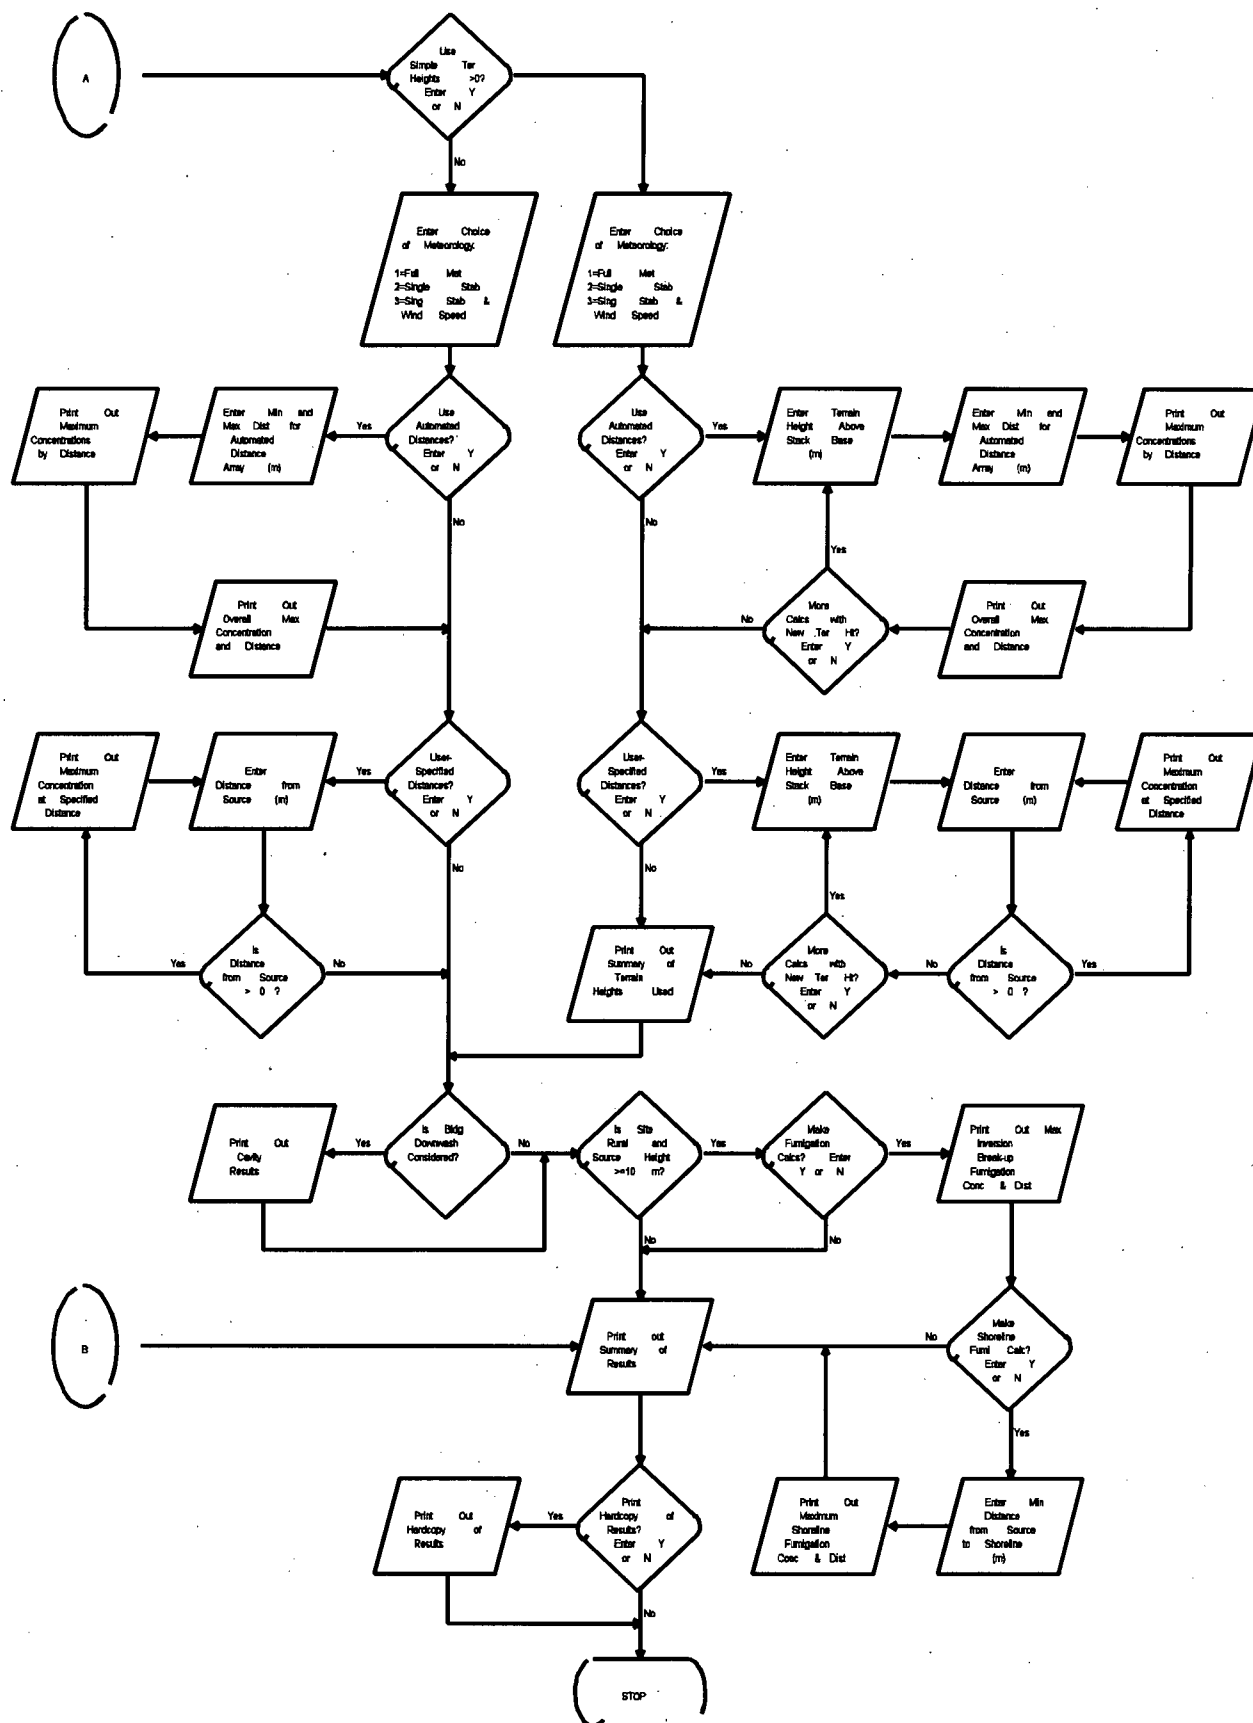 A
Use
Simple Ter
Heights >0?
Enter Y
or N
No
Enter Choice
of Meteorology:
1=Full Met
2=Single Stab
3=Sing Stab &
Wind Speed
Enter Choice
of Meteorology:
1=Full Met
2=Single Stab
3=Sing Stab &
Wind Speed
Print Out
Maximum
Concentrations
by Distance
Enter Min and
Max Dist for
Automated
Distance
Array (m)
Yes
Use
Automated
Distances?
Enter Y
or N
No
Use
Automated
Distances?
Enter Y
or N
Yes
No
Enter Terrain
Height Above
Stack Base
(m)
Enter Min and
Max Dist for
Automated
Distance
Array (m)
Print Out
Maximum
Concentrations
by Distance
Yes
Print Out
Overall Max
Concentration
and Distance
No
More
Calcs with
New Ter Ht?
Enter Y
or N
Print Out
Overall Max
Concentration
and Distance
Print Out
Maximum
Concentration
at Specified
Distance
Enter
Distance from
Source (m)
Yes
User-
Specified
Distances?
Enter Y
or N
No
User-
Specified
Distances?
Enter Y
or N
Yes
No
Enter Terrain
Height Above
Stack Base
(m)
Enter
Distance from
Source (m)
Print Out
Maximum
Concentration
at Specified
Distance
Yes
Yes
Is
Distance
from Source
> 0 ?
No
Print Out
Summary of
Terrain
Heights Used
No
More
Calcs with
New Ter Ht?
Enter Y
or N
No
Is
Distance
from Source
> 0 ?
Yes
Print Out
Cavity
Results
Yes
Is Bldg
Downwash
Considered?
No
Is Site
Rural and
Source Height
>=10 m?
Yes
Make
Fumigation
Calcs? Enter
Y or N
Yes
Print Out Max
Inversion
Break-up
Fumigation
Conc & Dist
No
No
B
Print out
Summary of
Results
No
Make
Shoreline
Fumi Calc?
Enter Y
or N
Yes
Print Out
Hardcopy of
Results
Yes
Print
Hardcopy of
Results?
Enter Y
or N
Print Out
Maximum
Shoreline
Fumigation
Conc & Dist
Enter Min
Distance
from Source
to Shoreline
(m)
No
STOP